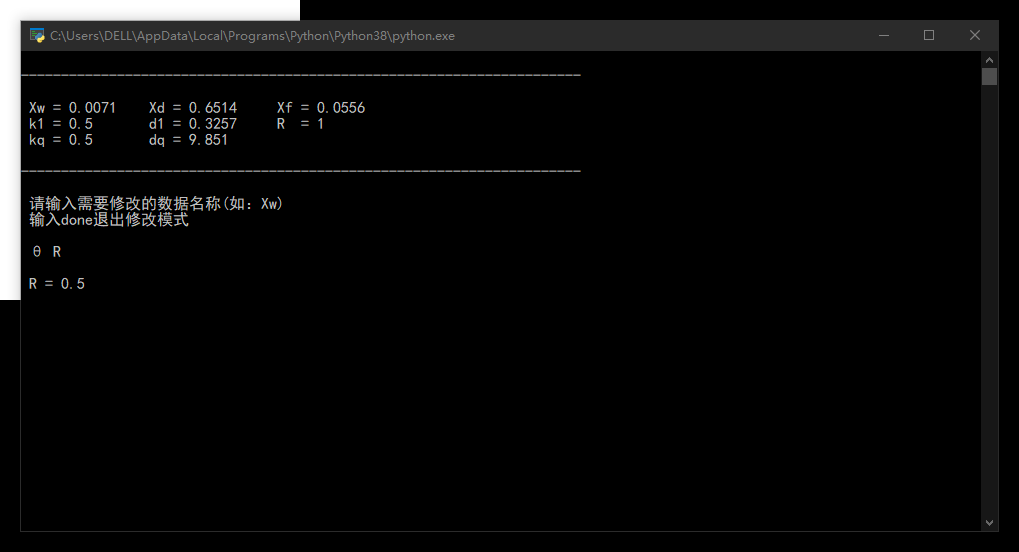 C:\Users\DELL\AppData\Local\Programs\Python\Python38\python.exe
----------------------------------------------------------------------
Xw = 0.0071    Xd = 0.6514     Xf = 0.0556
k1 = 0.5       d1 = 0.3257     R  = 1
kq = 0.5       dq = 9.851
----------------------------------------------------------------------
请输入需要修改的数据名称(如：Xw)
输入done退出修改模式
θ R
R = 0.5